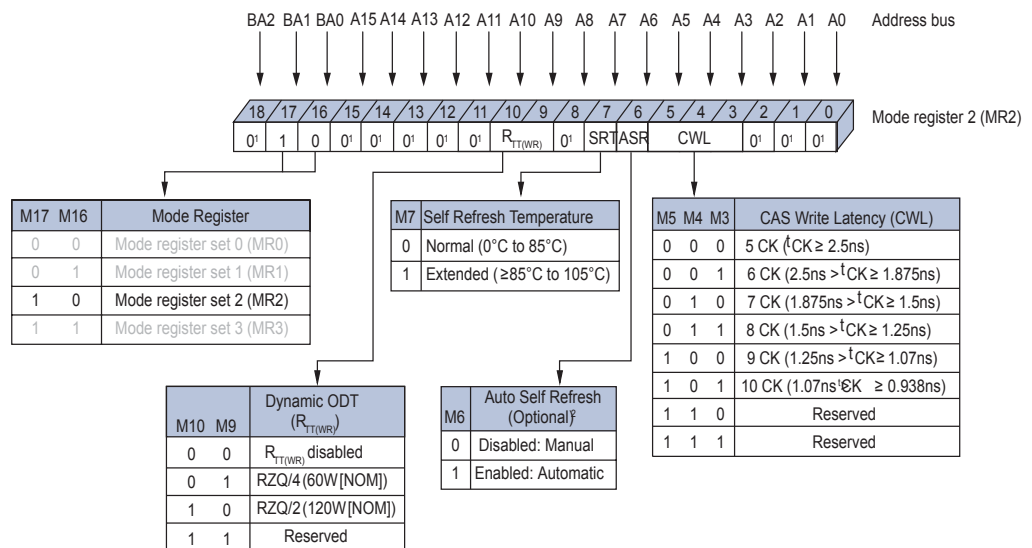 BA2 BA1 BA0 A15 A14 A13 A12 A11 A10 A9 A8 A7 A6 A5 A4 A3 A2 A1 A0 Address bus
18 17 16 15 14 13 12 11 10 9 8 7 6 5 4 3 2 1 0
Mode register 2 (MR2)
0¹ 1 0 0¹ 0¹ 0¹ 0¹ 0¹ RTT(WR) 0¹ SRT ASR CWL 0¹ 0¹ 0¹
M17 M16 Mode Register
0 0 Mode register set 0 (MR0)
0 1 Mode register set 1 (MR1)
1 0 Mode register set 2 (MR2)
1 1 Mode register set 3 (MR3)
M7 Self Refresh Temperature
0 Normal (0°C to 85°C)
1 Extended (≥85°C to 105°C)
M5 M4 M3 CAS Write Latency (CWL)
0 0 0 5 CK (tCK ≥ 2.5ns)
0 0 1 6 CK (2.5ns > tCK ≥ 1.875ns)
0 1 0 7 CK (1.875ns > tCK ≥ 1.5ns)
0 1 1 8 CK (1.5ns > tCK ≥ 1.25ns)
1 0 0 9 CK (1.25ns > tCK ≥ 1.07ns)
1 0 1 10 CK (1.07ns CK ≥ 0.938ns)
1 1 0 Reserved
1 1 1 Reserved
M10 M9 Dynamic ODT
(RTT(WR))
0 0 RTT(WR) disabled
0 1 RZQ/4 (60W [NOM])
1 0 RZQ/2 (120W [NOM])
1 1 Reserved
M6 Auto Self Refresh
(Optional)²
0 Disabled: Manual
1 Enabled: Automatic